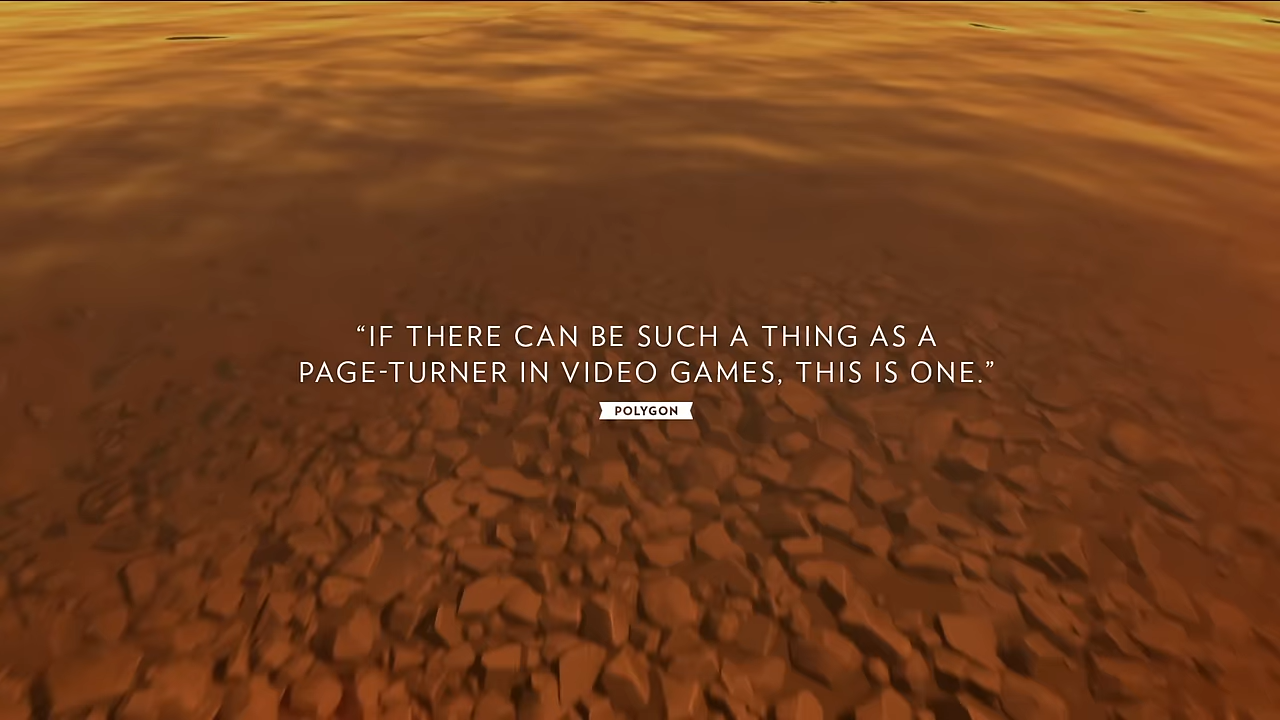 “IF THERE CAN BE SUCH A THING AS A
PAGE-TURNER IN VIDEO GAMES, THIS IS ONE.”
POLYGON